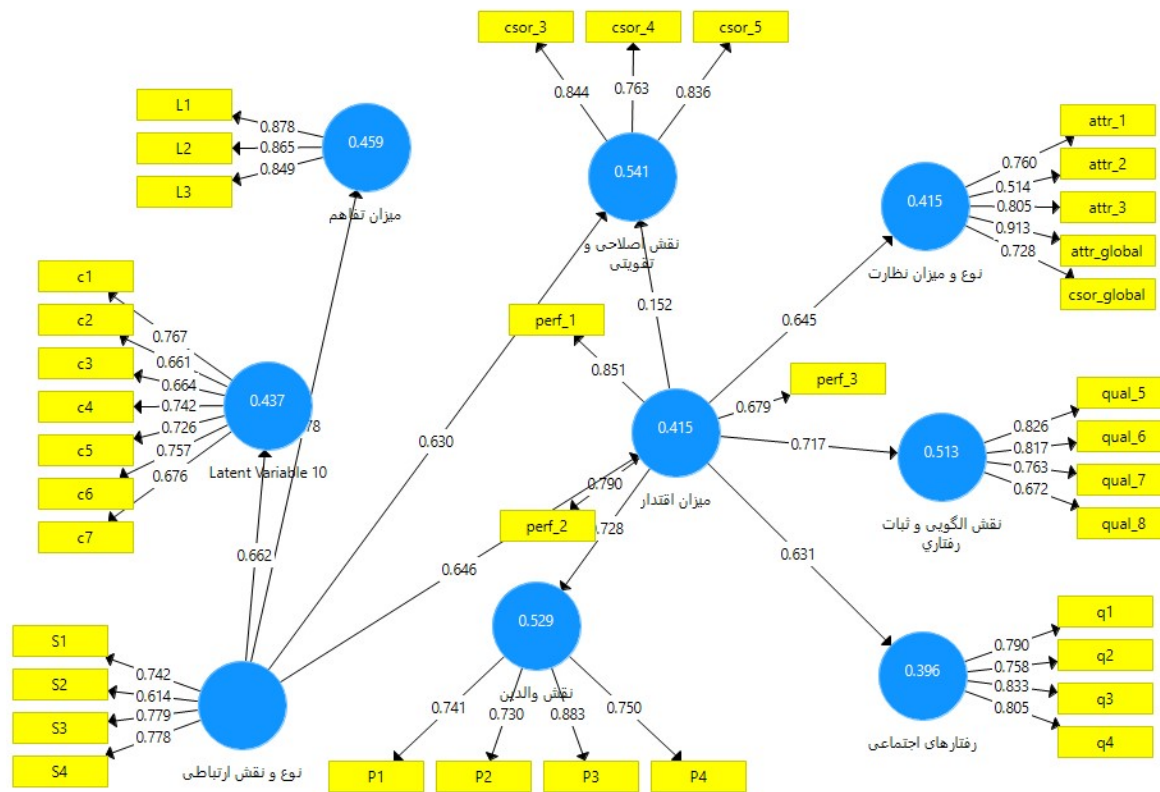 csor_3
csor_4
csor_5
0.844
0.763
0.836
0.541
نقش اصلاحی و
تقویتی
L1
L2
L3
0.878
0.865
0.849
0.459
میزان تفاهم
attr_1
attr_2
attr_3
attr_global
csor_global
0.760
0.514
0.805
0.913
0.728
0.415
نوع و میزان نظارت
c1
c2
c3
c4
c5
c6
c7
0.767
0.661
0.664
0.742
0.726
0.757
0.676
0.437
Latent Variable 10
0.662
78
0.630
0.152
0.645
perf_1
0.851
perf_3
0.679
0.415
میزان اقتدار
0.790
perf_2
0.717
0.728
0.646
0.631
qual_5
qual_6
qual_7
qual_8
0.826
0.817
0.763
0.672
0.513
نقش الگویی و ثبات
رفتاري
S1
S2
S3
S4
0.742
0.614
0.779
0.778
نوع و نقش ارتباطی
0.529
نقش والدین
0.741
0.730
0.883
0.750
P1
P2
P3
P4
q1
q2
q3
q4
0.790
0.758
0.833
0.805
0.396
رفتارهای اجتماعی